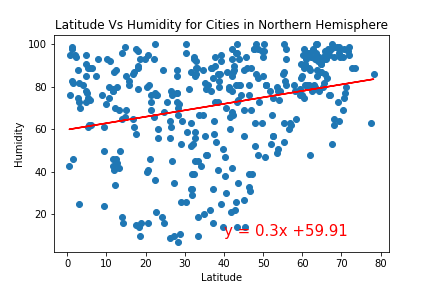 Latitude Vs Humidity for Cities in Northern Hemisphere
100
80
60
40
20
Humidity
y = 0.3x +59.91
0 10 20 30 40 50 60 70 80
Latitude